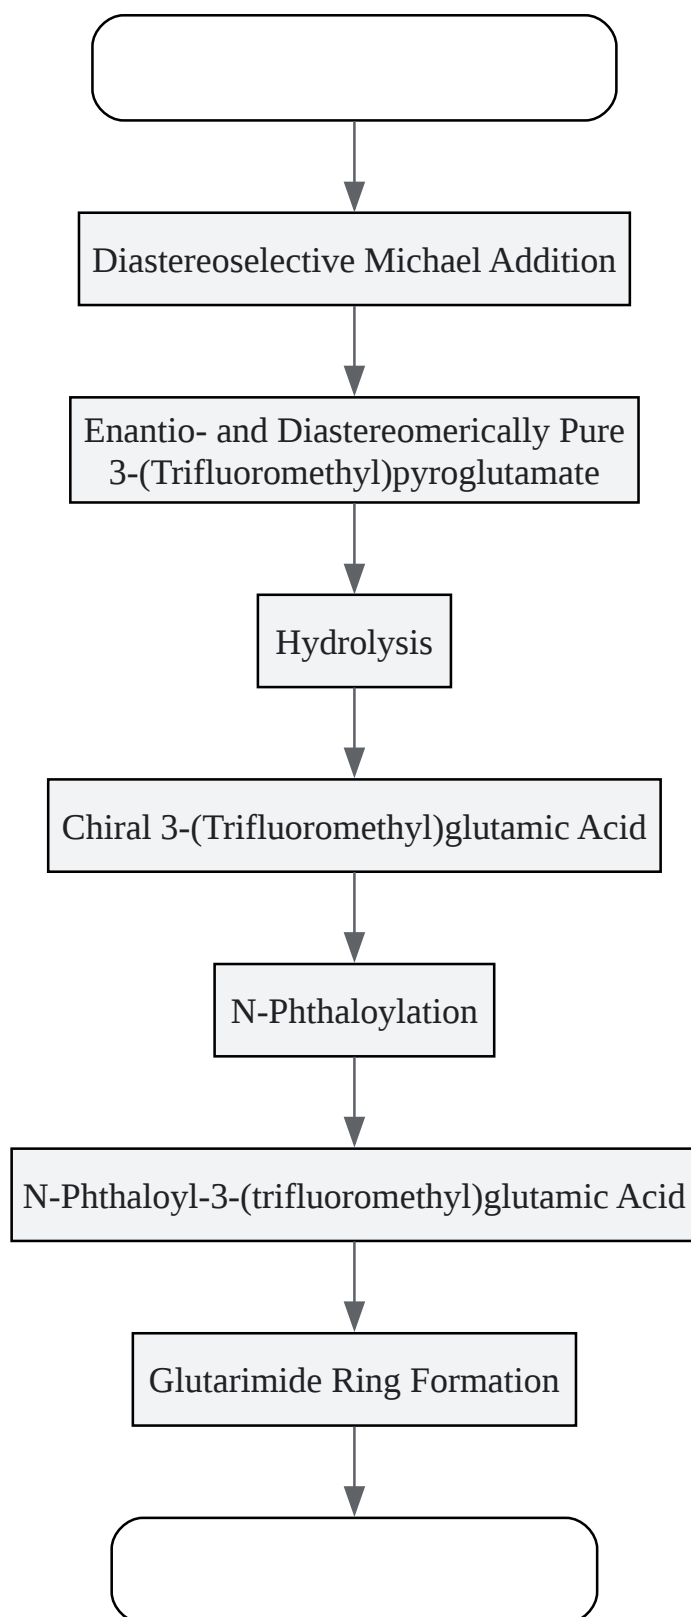 Diastereoselective Michael Addition
Enantio- and Diastereomerically Pure
3-(Trifluoromethyl)pyroglutamate
Hydrolysis
Chiral 3-(Trifluoromethyl)glutamic Acid
N-Phthaloylation
N-Phthaloyl-3-(trifluoromethyl)glutamic Acid
Glutarimide Ring Formation